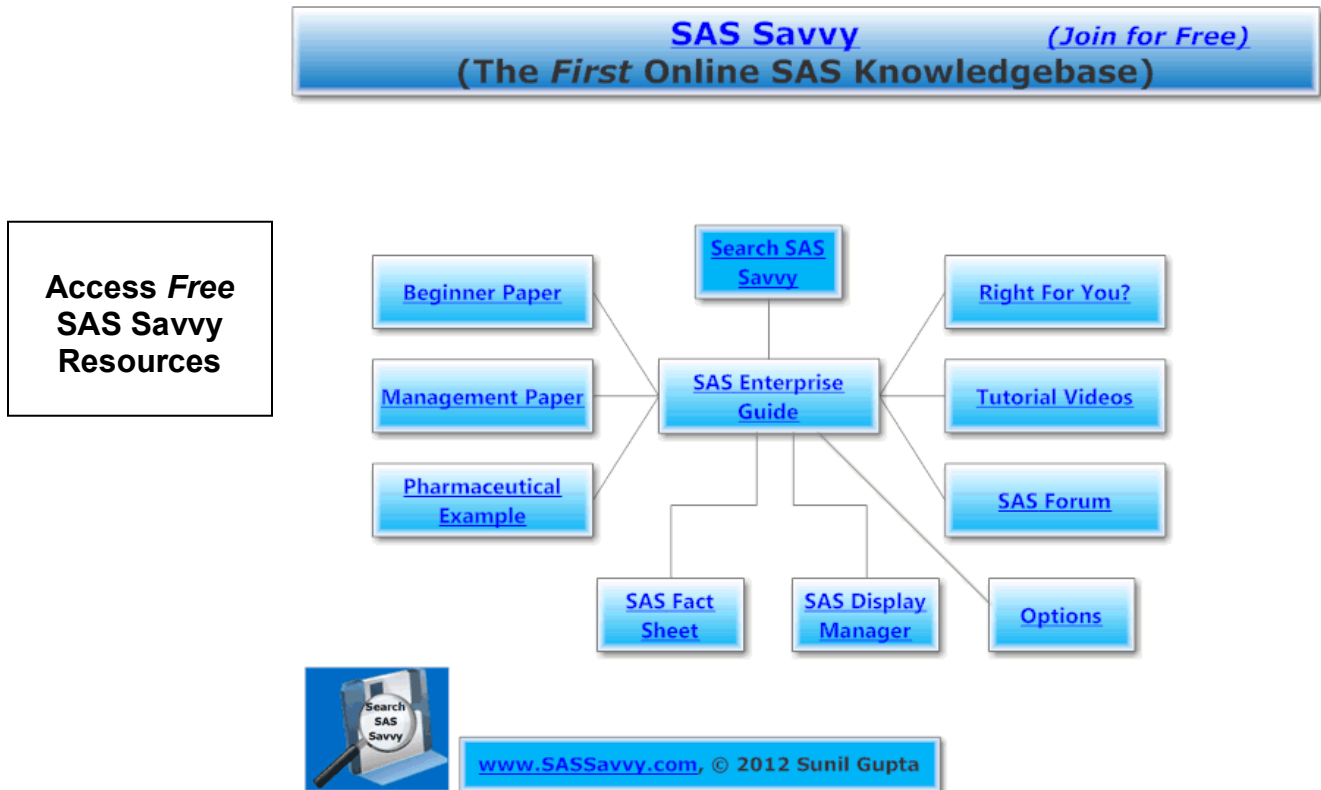 SAS Savvy (Join for Free)
(The First Online SAS Knowledgebase)
Access Free
SAS Savvy
Resources
Search SAS
Savvy
Beginner Paper
Right For You?
Management Paper
SAS Enterprise
Guide
Tutorial Videos
Pharmaceutical
Example
SAS Forum
SAS Fact
Sheet
SAS Display
Manager
Options
Search
SAS
Savvy
www.SASSavvy.com, © 2012 Sunil Gupta